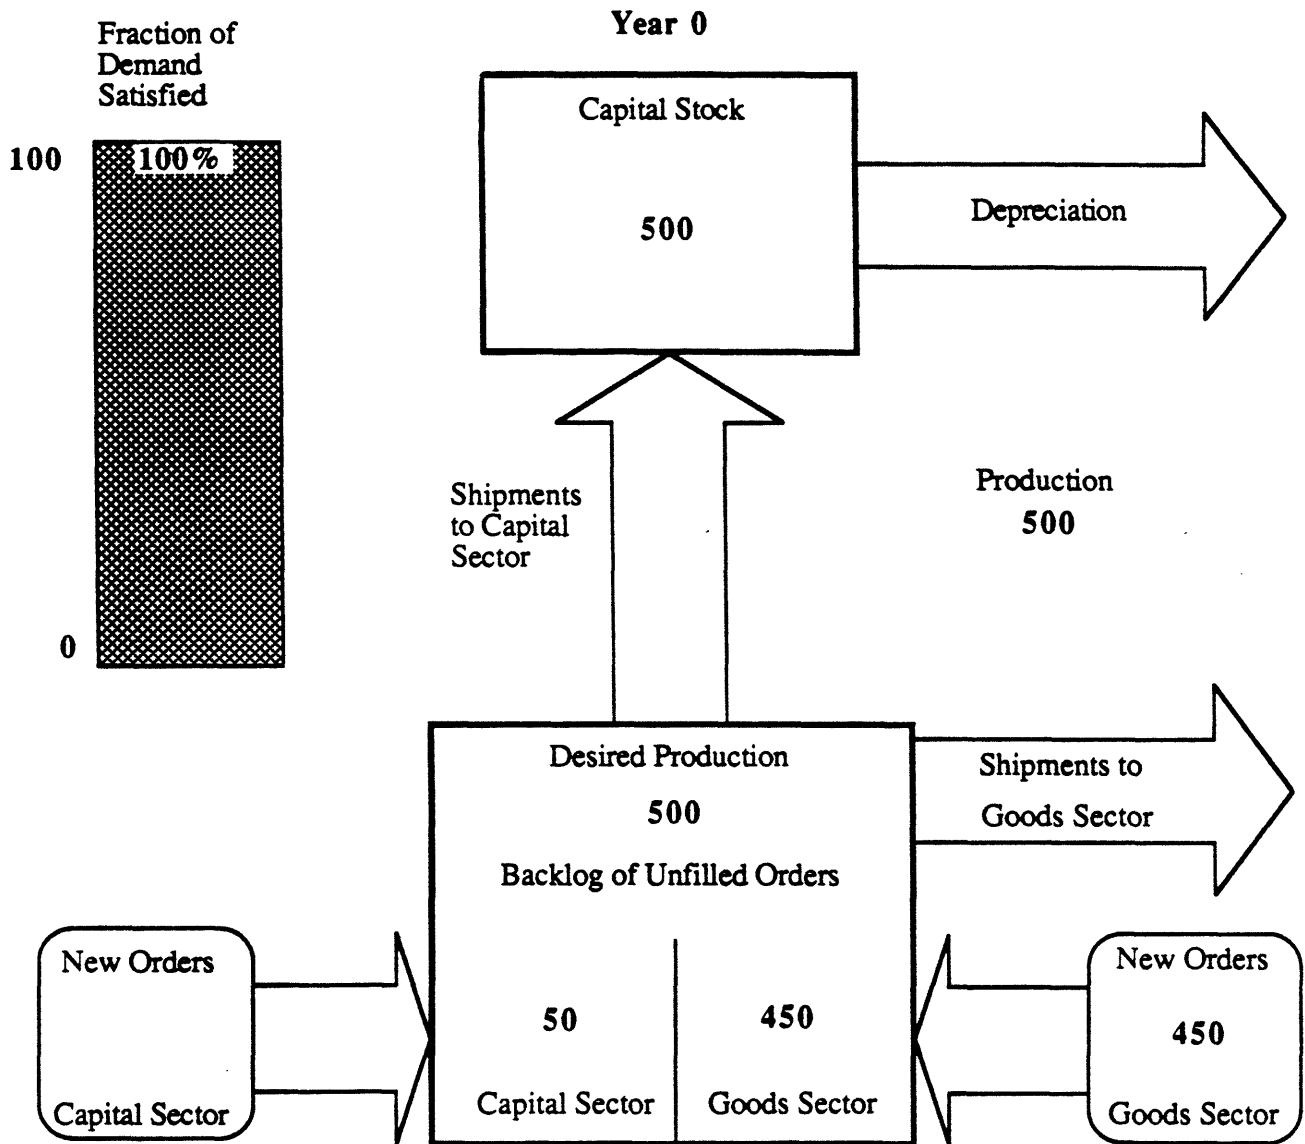 Year 0
Fraction of
Demand
Satisfied
100
100%
0
Capital Stock
500
Depreciation
Shipments
to Capital
Sector
Production
500
Desired Production
500
Backlog of Unfilled Orders
Shipments to
Goods Sector
New Orders
Capital Sector
50
Capital Sector
450
Goods Sector
New Orders
450
Goods Sector